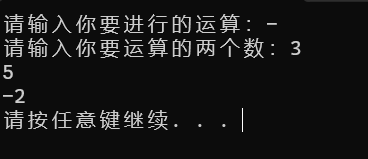 请输入你要进行的运算: -
请输入你要运算的两个数: 3
5
-2
请按任意键继续. . .